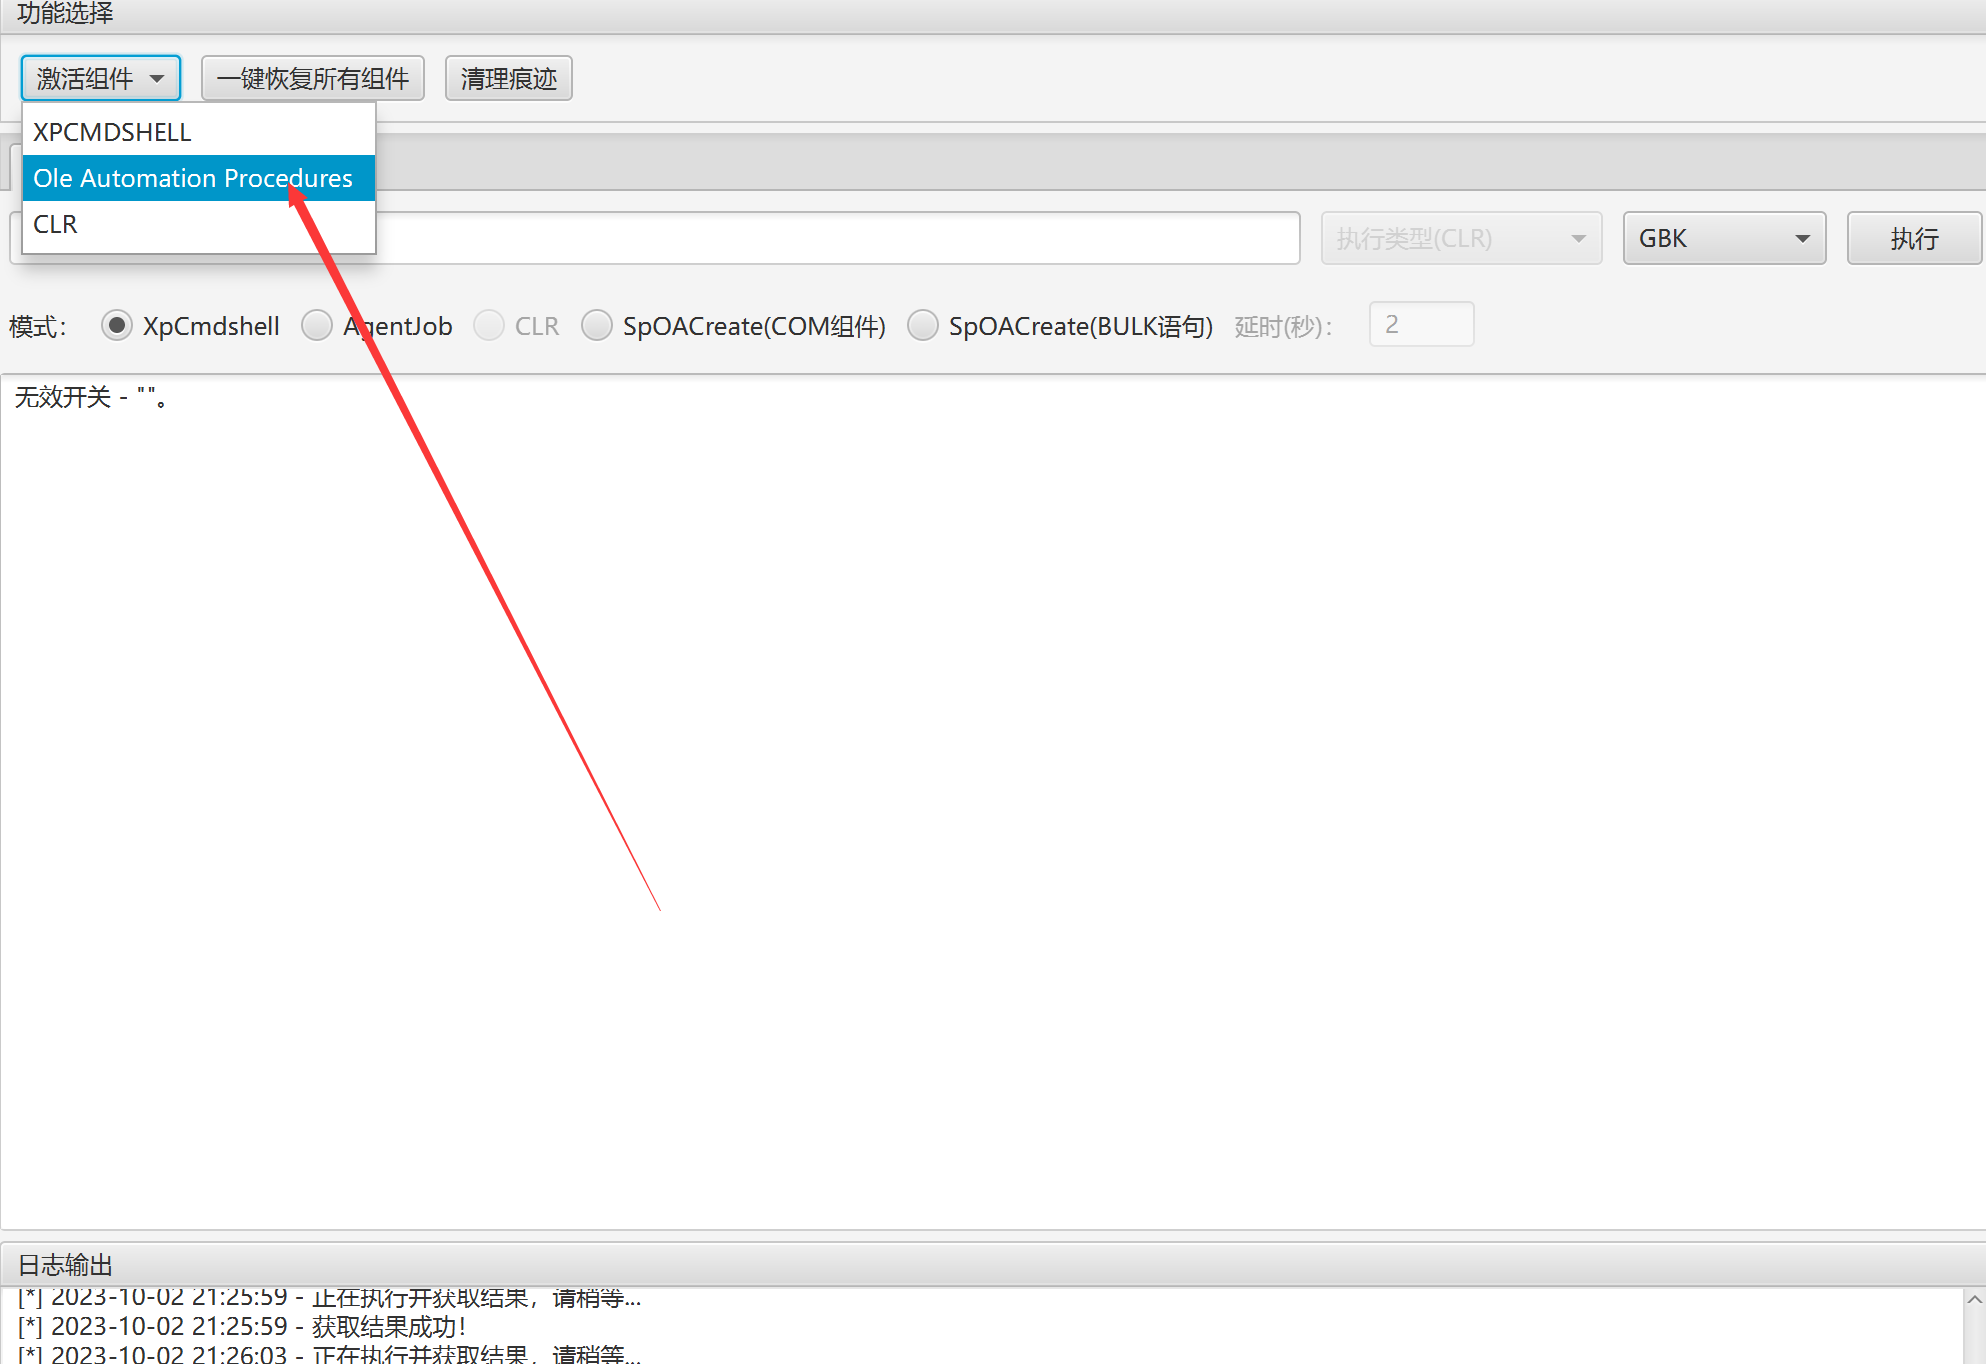 功能选择
激活组件 一键恢复所有组件 清理痕迹
XPCMDSHELL
Ole Automation Procedures
CLR
执行类型(CLR) GBK 执行
模式： XpCmdshell AgentJob CLR SpOACreate(COM组件) SpOACreate(BULK语句) 延时(秒)： 2
无效开关 - ""。
日志输出
[*] 2023-10-02 21:25:59 - 正在执行并获取结果，请稍等...
[*] 2023-10-02 21:25:59 - 获取结果成功！
[*] 2023-10-02 21:26:03 - 正在执行并获取结果，请稍等...